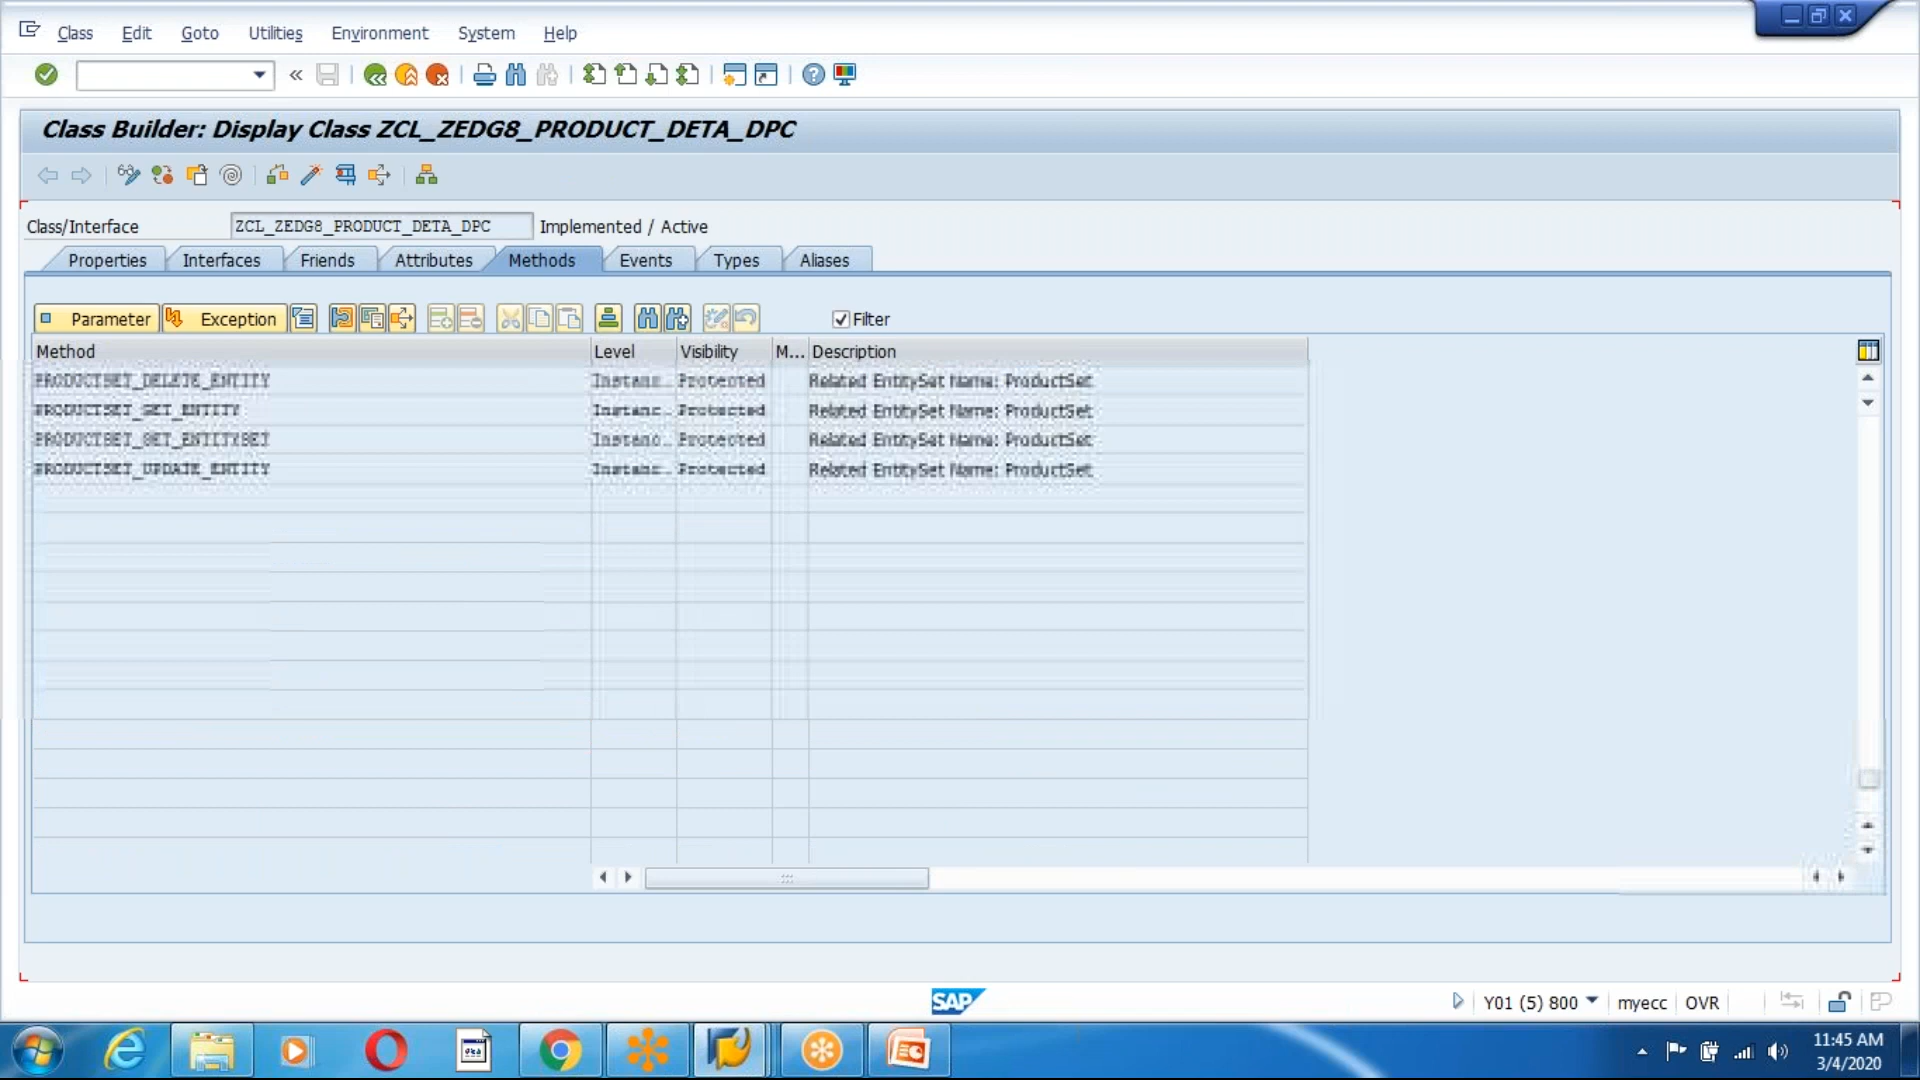 Class Edit Goto Utilities Environment System Help
Class Builder: Display Class ZCL_ZEDG8_PRODUCT_DETA_DPC
Class/Interface ZCL_ZEDG8_PRODUCT_DETA_DPC Implemented / Active
Properties Interfaces Friends Attributes Methods Events Types Aliases
Parameter Exception Filter
Method Level Visibility M... Description
PRODUCTSET_DELETE_ENTITY Instanc.. Protected Related EntitySet Name: ProductSet
PRODUCTSET_GET_ENTITY Instanc.. Protected Related EntitySet Name: ProductSet
PRODUCTSET_GET_ENTITYSET Instanc.. Protected Related EntitySet Name: ProductSet
PRODUCTSET_UPDATE_ENTITY Instanc.. Protected Related EntitySet Name: ProductSet
SAP Y01 (5) 800 myecc OVR
11:45 AM
3/4/2020